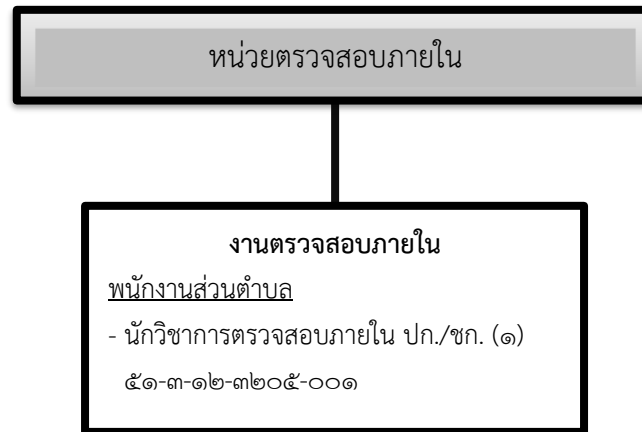 หน่วยตรวจสอบภายใน
งานตรวจสอบภายใน
พนักงานส่วนตำบล
- นักวิชาการตรวจสอบภายใน ปก./ชก. (๑)
๕๑-๓-๑๒-๓๒๐๕-๐๐๑